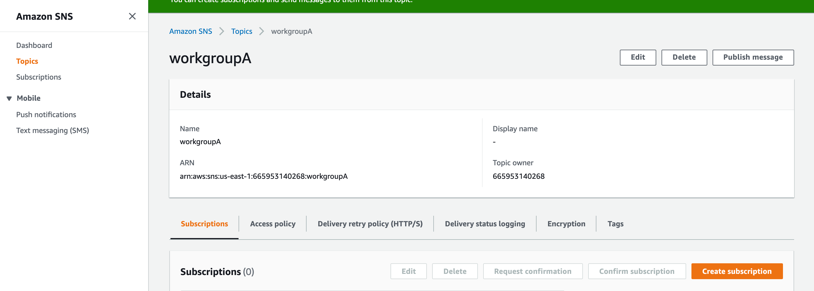 You can create subscriptions and send messages to them from this topic.
Amazon SNS
Dashboard
Topics
Subscriptions
Mobile
Push notifications
Text messaging (SMS)
Amazon SNS > Topics > workgroupA
workgroupA
Edit Delete Publish message
Details
Name
workgroupA
Display name
-
ARN
arn:aws:sns:us-east-1:665953140268:workgroupA
Topic owner
665953140268
Subscriptions Access policy Delivery retry policy (HTTP/S) Delivery status logging Encryption Tags
Subscriptions (0) Edit Delete Request confirmation Confirm subscription Create subscription